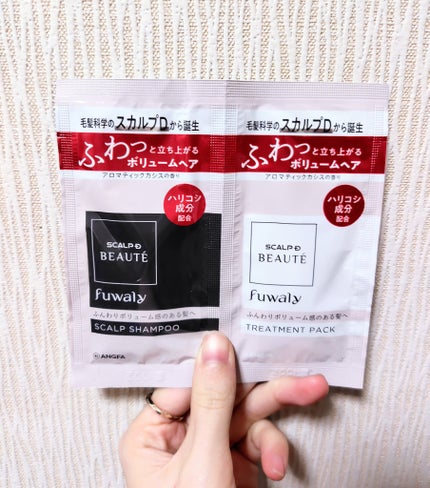 毛髪科学のスカルプDから誕生
ふわっと立ち上がる
ボリュームヘア
アロマティックカシスの香り
ハリコシ
成分
配合
SCALP D
BEAUTÉ
fuwaly
ふんわりボリューム感のある髪へ
SCALP SHAMPOO
ANGFA
毛髪科学のスカルプDから誕生
ふわっと立ち上がる
ボリュームヘア
アロマティックカシスの香り
ハリコシ
成分
配合
SCALP D
BEAUTÉ
fuwaly
ふんわりボリューム感のある髪へ
TREATMENT PACK